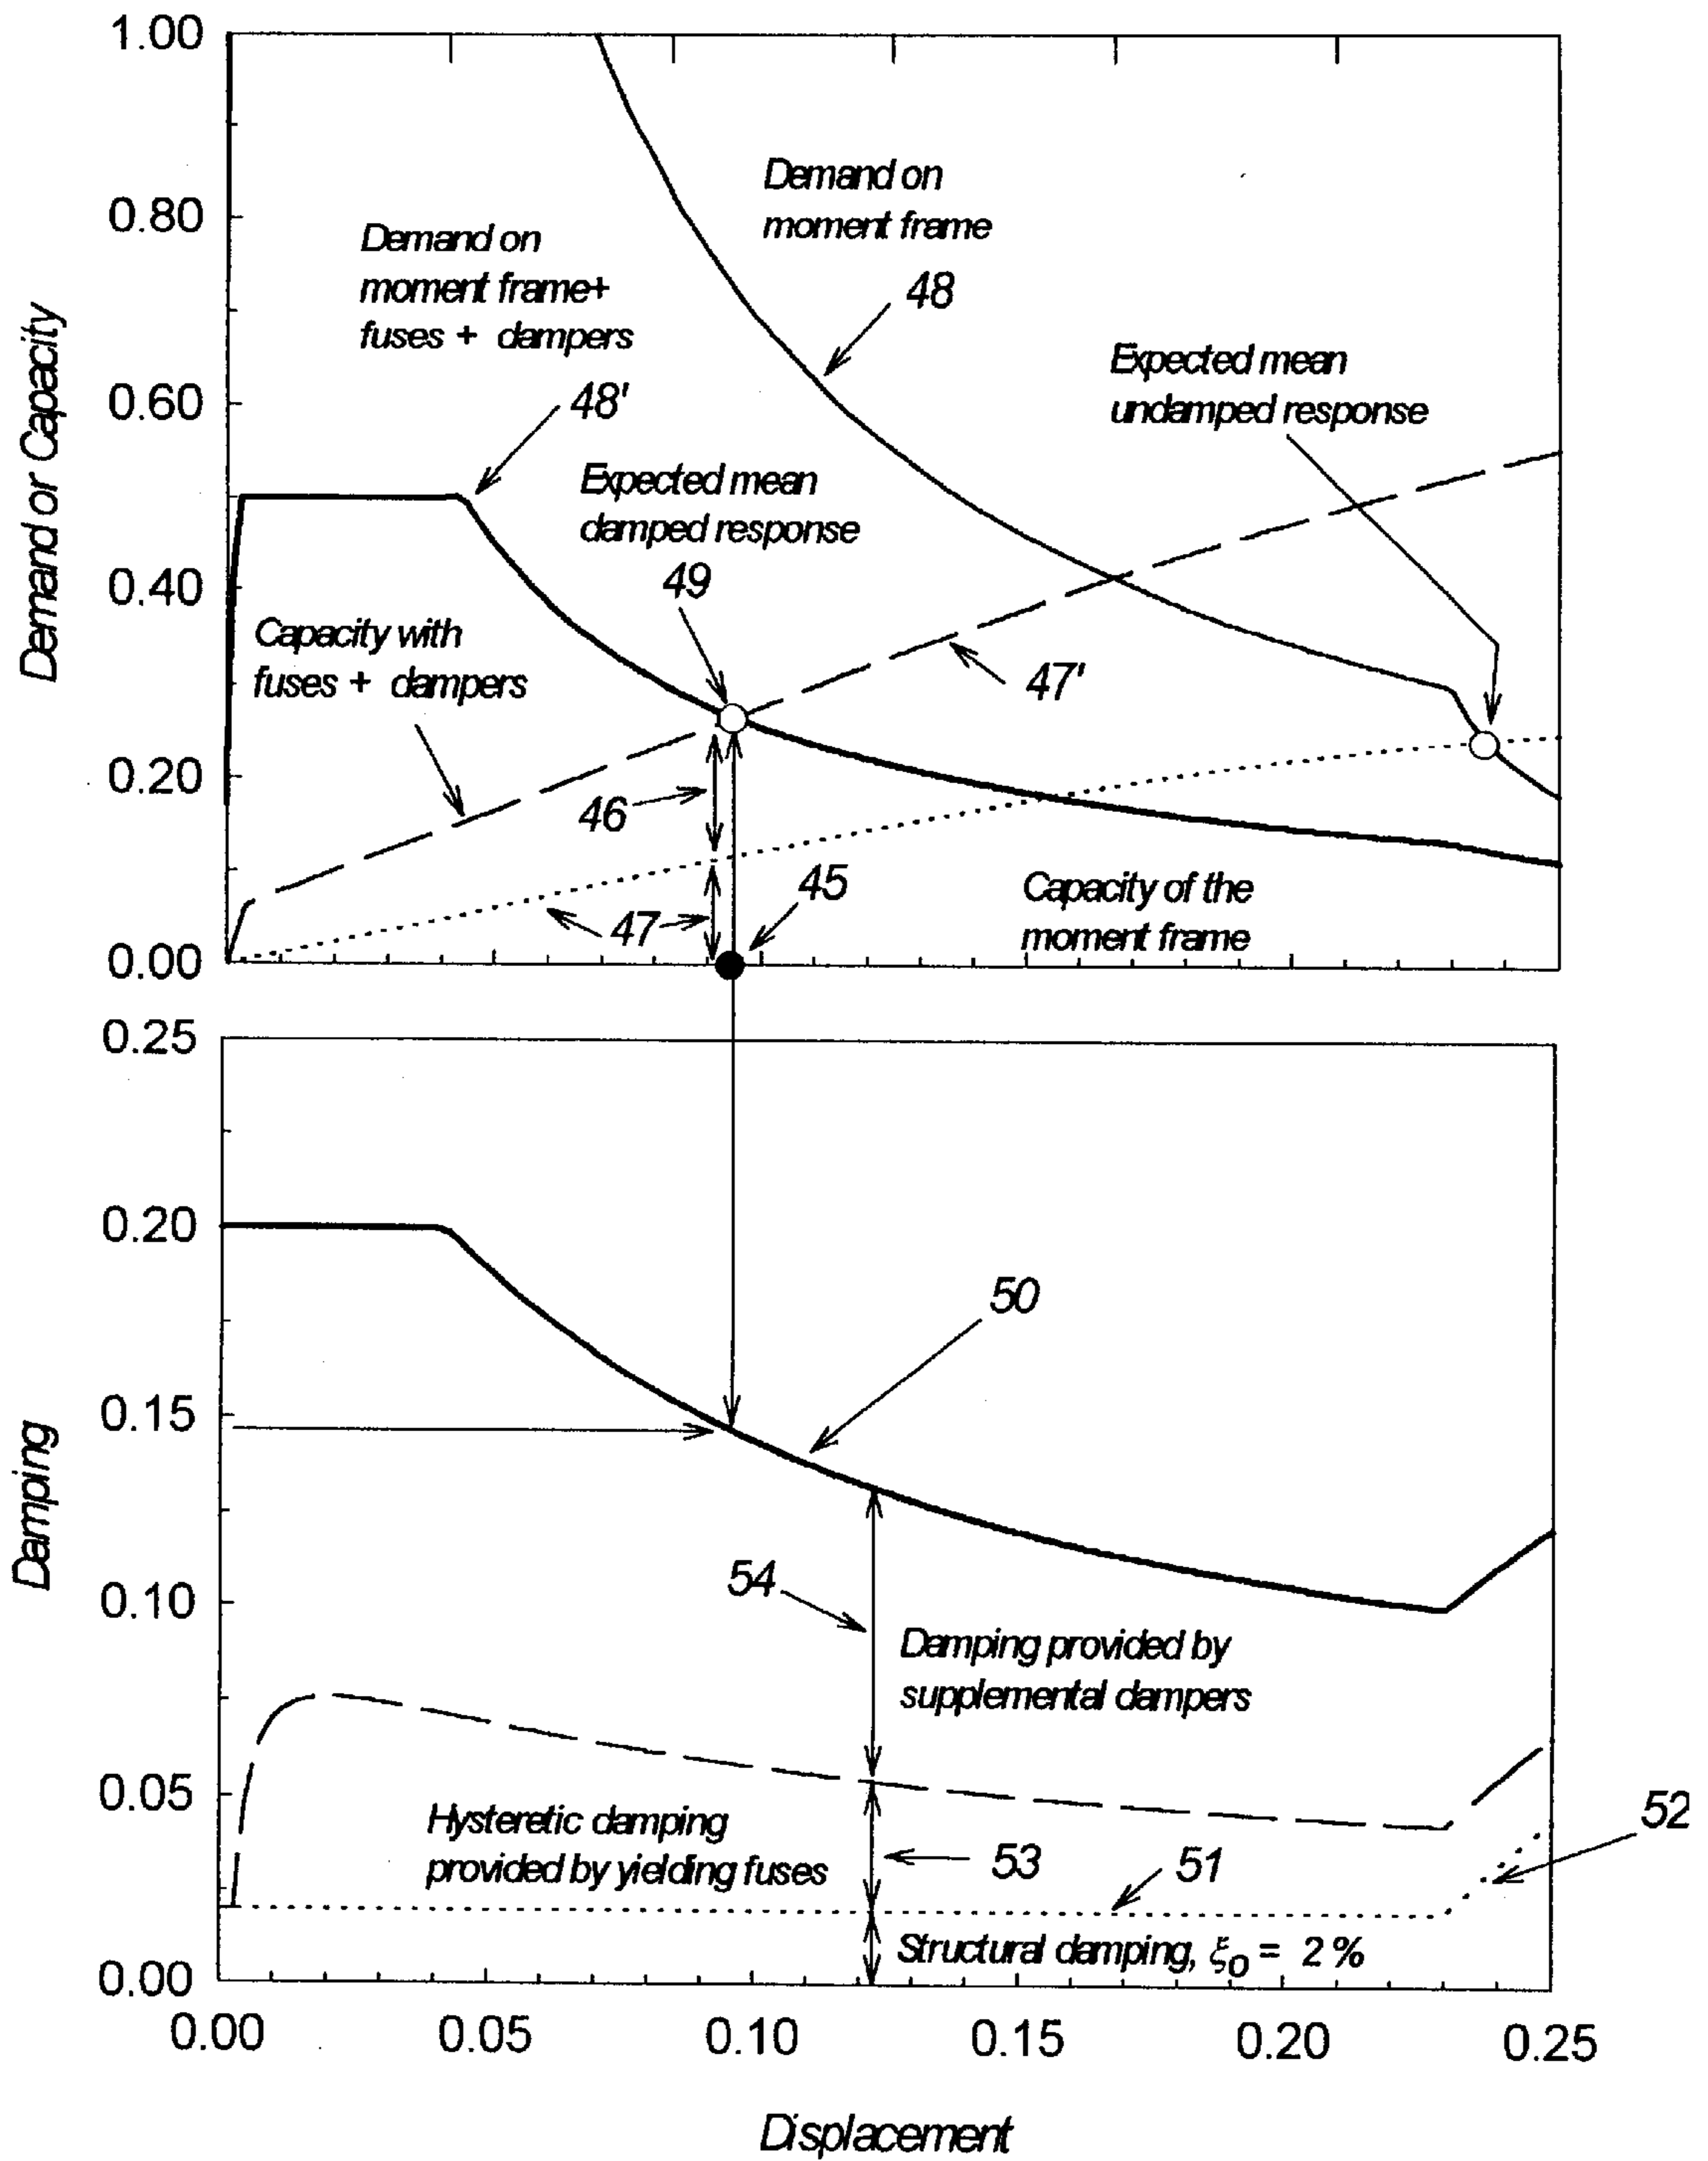 1.00
0.80
0.60
0.40
0.20
0.00
Demand or Capacity
Demand on
moment frame
48
Demand on
moment frame+
fuses + dampers
48'
Expected mean
undamped response
Expected mean
damped response
49
Capacity with
fuses + dampers
47'
46
45
47
Capacity of the
moment frame
0.25
0.20
0.15
0.10
0.05
0.00
Damping
50
54
Damping provided by
supplemental dampers
52
Hysteretic damping
provided by yielding fuses
53
51
Structural damping, ξ0 = 2%
0.00 0.05 0.10 0.15 0.20 0.25
Displacement